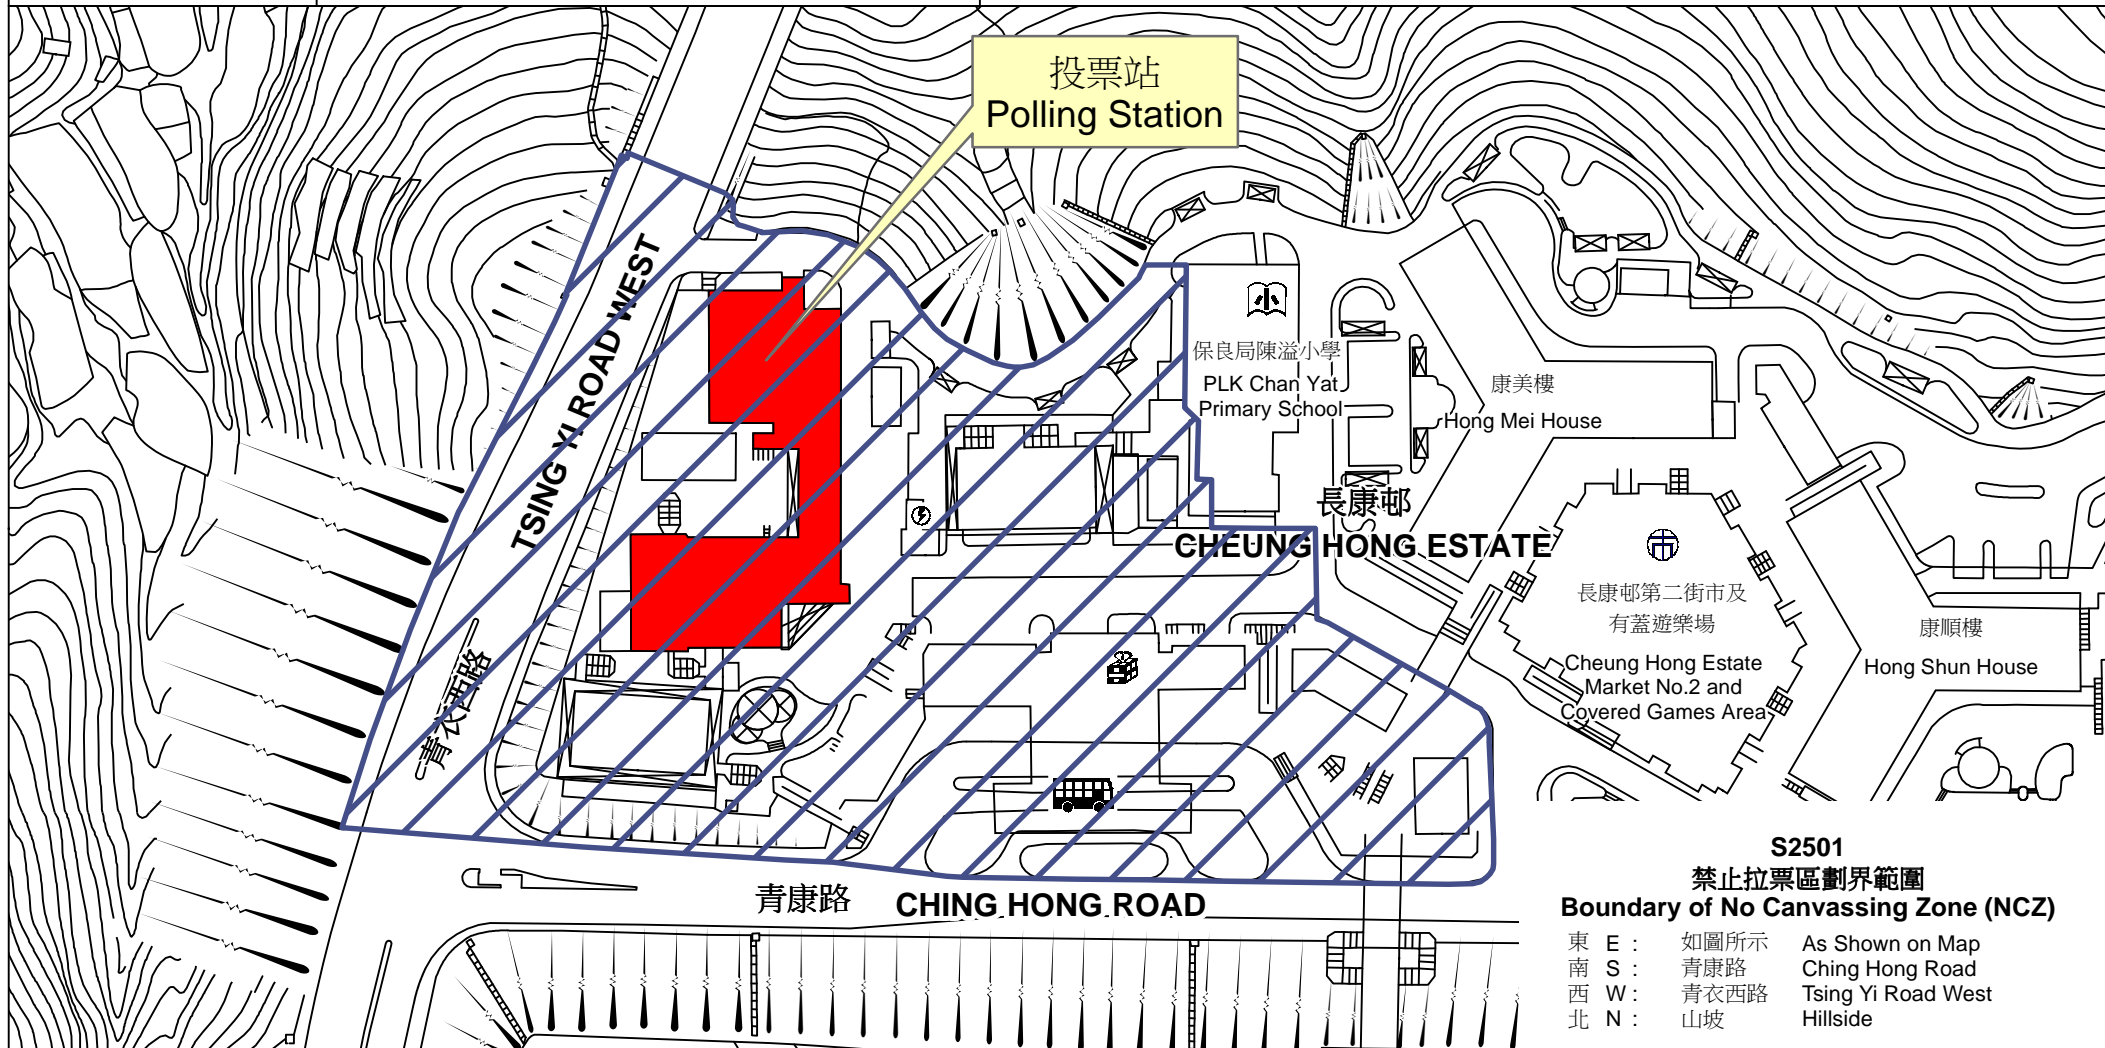 投票站
Polling Station
TSING YI ROAD WEST
青衣西路
保良局陳溢小學
PLK Chan Yat
Primary School
康美樓
Hong Mei House
長康邨
CHEUNG HONG ESTATE
長康邨第二街市及
有蓋遊樂場
Cheung Hong Estate
Market No.2 and
Covered Games Area
康順樓
Hong Shun House
青康路 CHING HONG ROAD
S2501
禁止拉票區劃界範圍
Boundary of No Canvassing Zone (NCZ)
東 E : 如圖所示 As Shown on Map
南 S : 青康路 Ching Hong Road
西 W : 青衣西路 Tsing Yi Road West
北 N : 山坡 Hillside